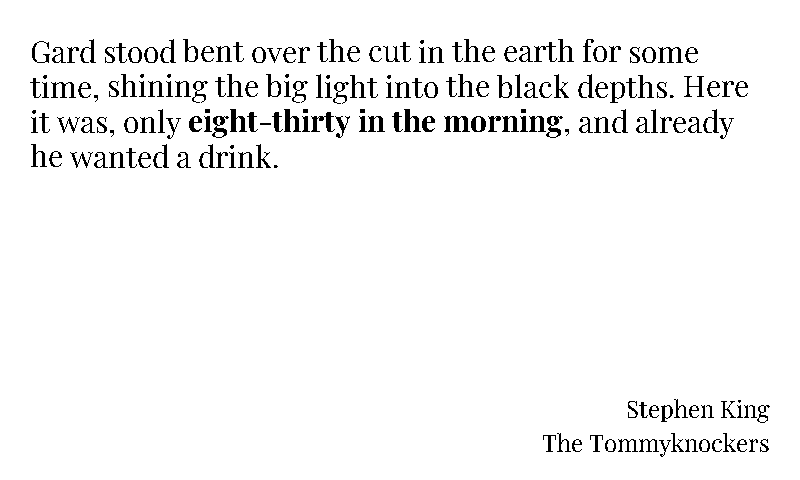 Gard stood bent over the cut in the earth for some
time, shining the big light into the black depths. Here
it was, only eight-thirty in the morning, and already
he wanted a drink.
Stephen King
The Tommyknockers